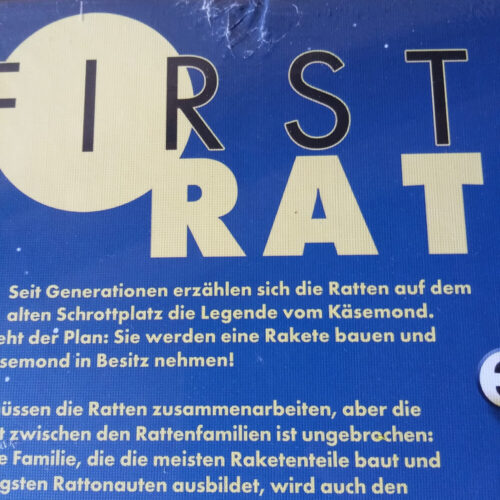 FIRST
RAT
Seit Generationen erzählen sich die Ratten auf dem
alten Schrottplatz die Legende vom Käsemond.
eht der Plan: Sie werden eine Rakete bauen und
semond in Besitz nehmen!
üssen die Ratten zusammenarbeiten, aber die
t zwischen den Rattenfamilien ist ungebrochen:
e Familie, die die meisten Raketenteile baut und
gsten Rattonauten ausbildet, wird auch den